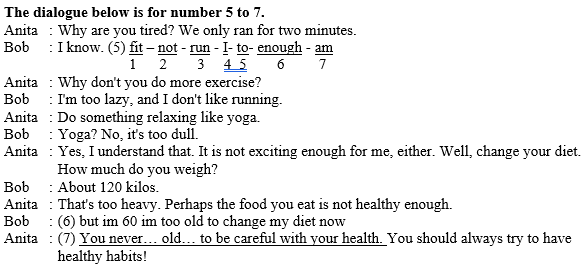 The dialogue below is for number 5 to 7.
Anita : Why are you tired? We only ran for two minutes.
Bob : I know. (5) fit – not - run - I- to- enough - am
1 2 3 4 5 6 7
Anita : Why don't you do more exercise?
Bob : I'm too lazy, and I don't like running.
Anita : Do something relaxing like yoga.
Bob : Yoga? No, it's too dull.
Anita : Yes, I understand that. It is not exciting enough for me, either. Well, change your diet.
How much do you weigh?
Bob : About 120 kilos.
Anita : That's too heavy. Perhaps the food you eat is not healthy enough.
Bob : (6) but im 60 im too old to change my diet now
Anita : (7) You never… old… to be careful with your health. You should always try to have
healthy habits!